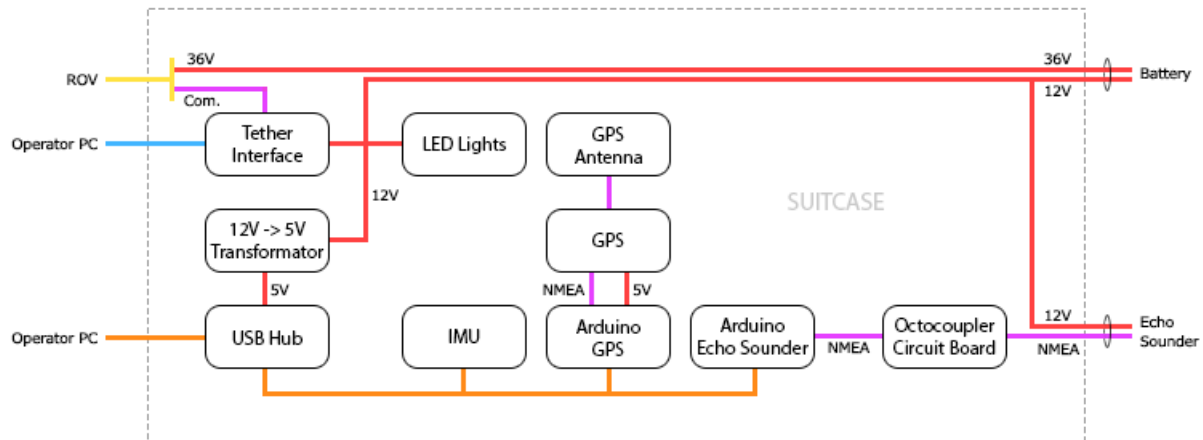 36V
36V
ROV
Battery
12V
Com.
Operator PC
Tether
Interface
LED Lights
GPS
Antenna
12V
SUITCASE
12V -> 5V
Transformator
GPS
5V
NMEA
5V
12V
Echo
Sounder
Operator PC
USB Hub
IMU
Arduino
GPS
Arduino
Echo Sounder
NMEA
Octocoupler
Circuit Board
NMEA